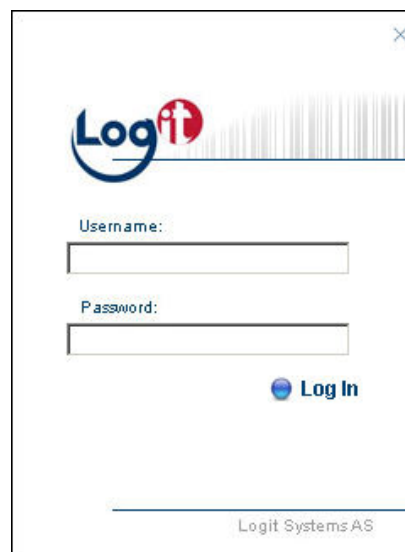 Logit
Username:
Password:
Log In
Logit Systems AS